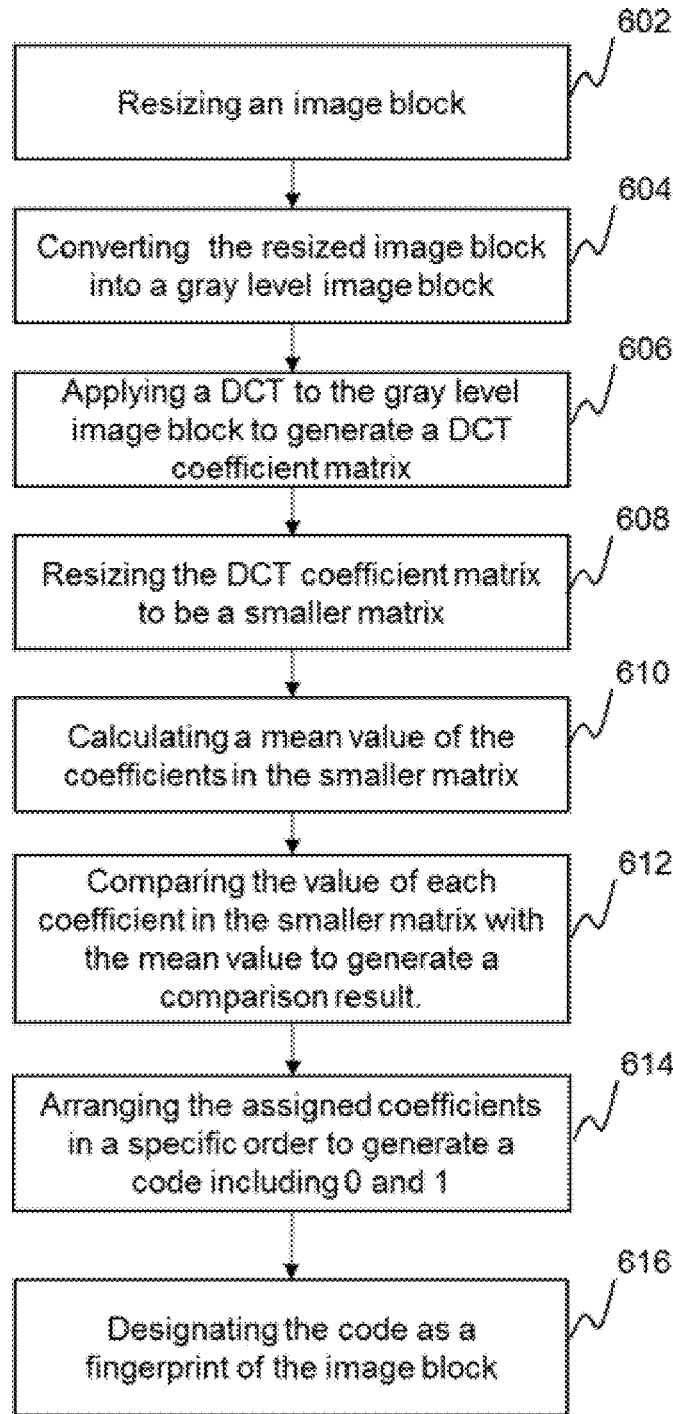 602
Resizing an image block
604
Converting the resized image block
into a gray level image block
606
Applying a DCT to the gray level
image block to generate a DCT
coefficient matrix
608
Resizing the DCT coefficient matrix
to be a smaller matrix
610
Calculating a mean value of the
coefficients in the smaller matrix
612
Comparing the value of each
coefficient in the smaller matrix with
the mean value to generate a
comparison result.
614
Arranging the assigned coefficients
in a specific order to generate a
code including 0 and 1
616
Designating the code as a
fingerprint of the image block